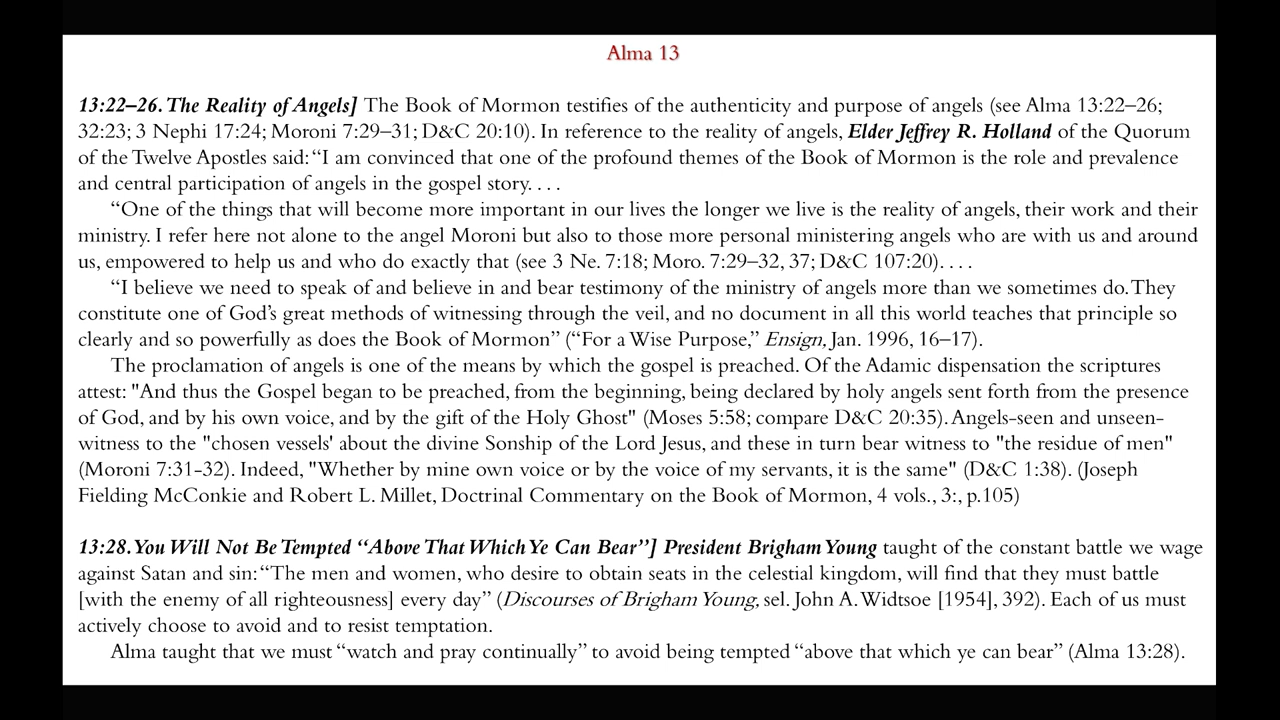 Alma 13
13:22–26. The Reality of Angels] The Book of Mormon testifies of the authenticity and purpose of angels (see Alma 13:22–26;
32:23; 3 Nephi 17:24; Moroni 7:29–31; D&C 20:10). In reference to the reality of angels, Elder Jeffrey R. Holland of the Quorum
of the Twelve Apostles said: “I am convinced that one of the profound themes of the Book of Mormon is the role and prevalence
and central participation of angels in the gospel story. . . .
“One of the things that will become more important in our lives the longer we live is the reality of angels, their work and their
ministry. I refer here not alone to the angel Moroni but also to those more personal ministering angels who are with us and around
us, empowered to help us and who do exactly that (see 3 Ne. 7:18; Moro. 7:29–32, 37; D&C 107:20). . . .
“I believe we need to speak of and believe in and bear testimony of the ministry of angels more than we sometimes do. They
constitute one of God’s great methods of witnessing through the veil, and no document in all this world teaches that principle so
clearly and so powerfully as does the Book of Mormon” (“For a Wise Purpose,” Ensign, Jan. 1996, 16–17).
The proclamation of angels is one of the means by which the gospel is preached. Of the Adamic dispensation the scriptures
attest: "And thus the Gospel began to be preached, from the beginning, being declared by holy angels sent forth from the presence
of God, and by his own voice, and by the gift of the Holy Ghost" (Moses 5:58; compare D&C 20:35). Angels-seen and unseen-
witness to the "chosen vessels' about the divine Sonship of the Lord Jesus, and these in turn bear witness to "the residue of men"
(Moroni 7:31-32). Indeed, "Whether by mine own voice or by the voice of my servants, it is the same" (D&C 1:38). (Joseph
Fielding McConkie and Robert L. Millet, Doctrinal Commentary on the Book of Mormon, 4 vols., 3:, p.105)
13:28. You Will Not Be Tempted “Above That Which Ye Can Bear”] President Brigham Young taught of the constant battle we wage
against Satan and sin: “The men and women, who desire to obtain seats in the celestial kingdom, will find that they must battle
[with the enemy of all righteousness] every day” (Discourses of Brigham Young, sel. John A. Widtsoe [1954], 392). Each of us must
actively choose to avoid and to resist temptation.
Alma taught that we must “watch and pray continually” to avoid being tempted “above that which ye can bear” (Alma 13:28).